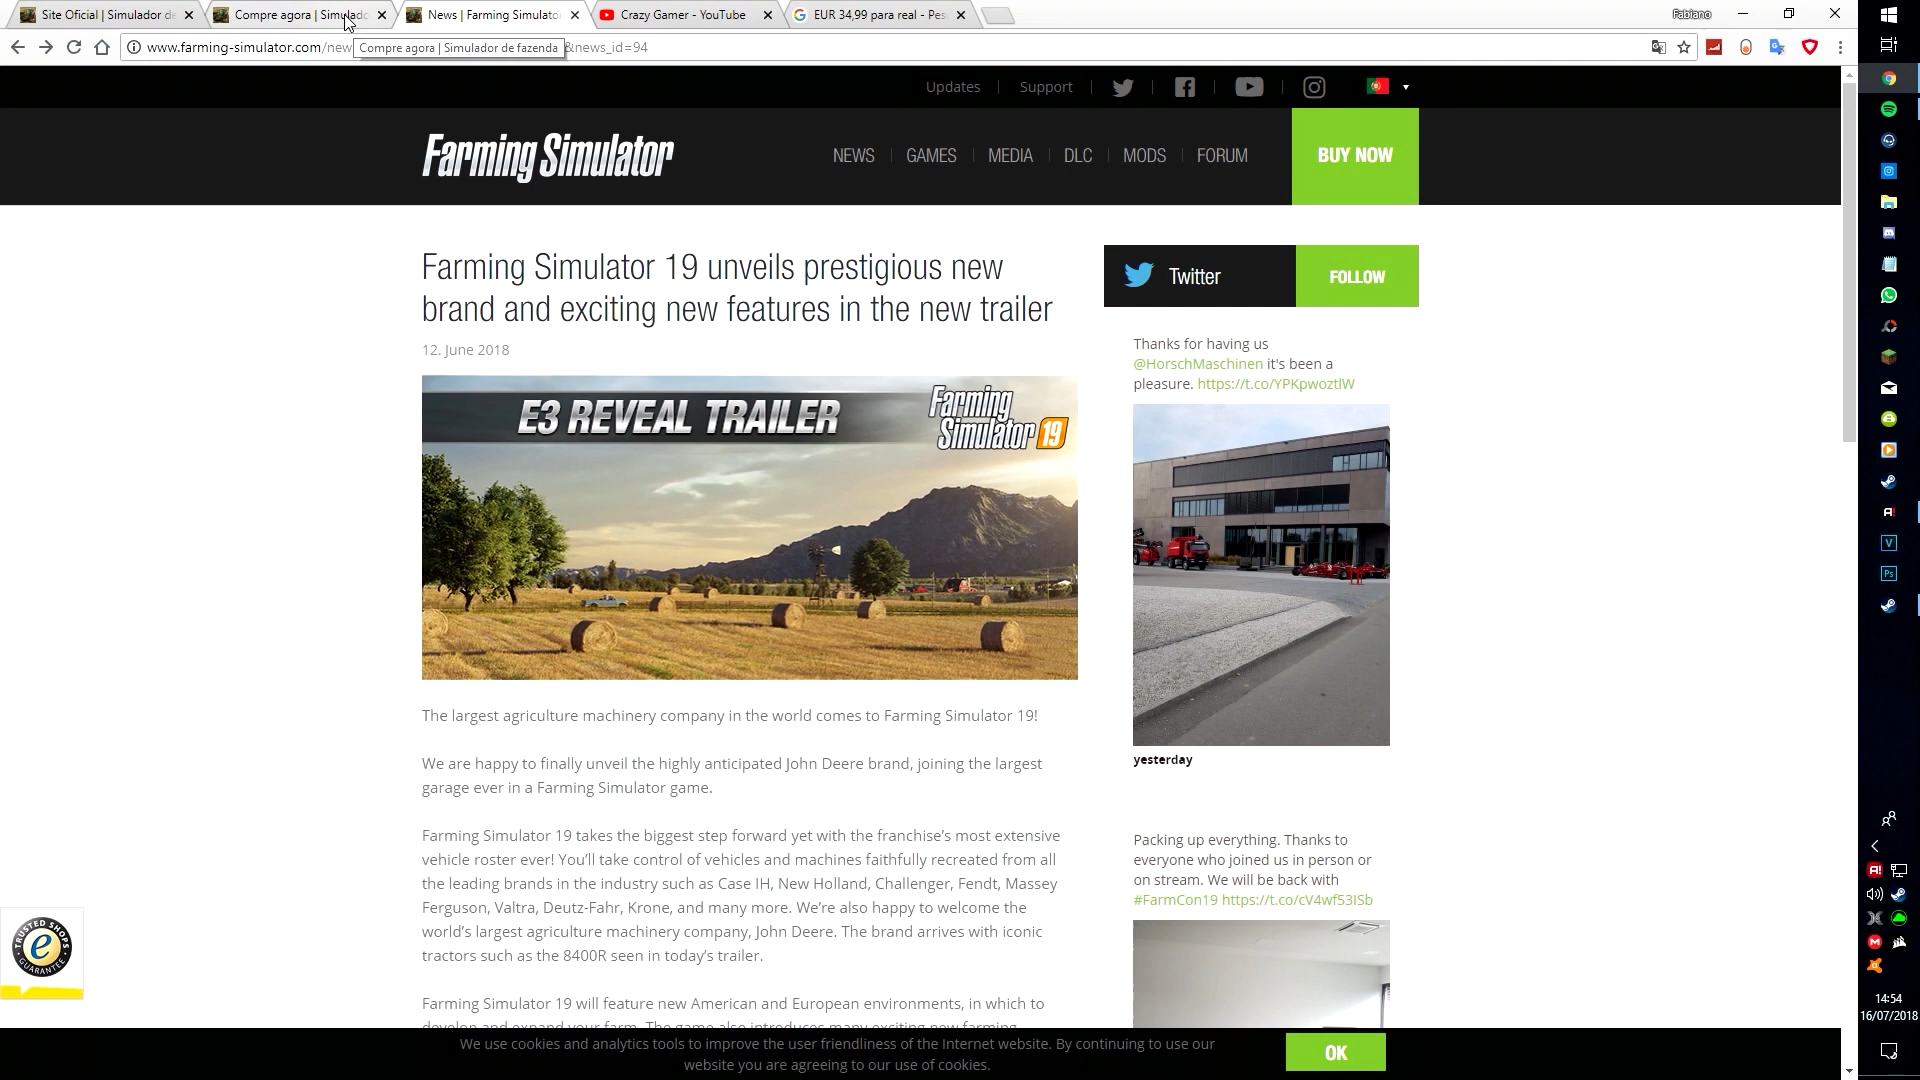 Site Oficial | Simulador de
Compre agora | Simulado
News | Farming Simulato
Crazy Gamer - YouTube
EUR 34,99 para real - Pes
Fabiano
www.farming-simulator.com/new
Compre agora | Simulador de fazenda
&news_id=94
Updates
Support
Farming Simulator
NEWS
GAMES
MEDIA
DLC
MODS
FORUM
BUY NOW
Farming Simulator 19 unveils prestigious new
brand and exciting new features in the new trailer
12. June 2018
E3 REVEAL TRAILER
Farming
Simulator 19
The largest agriculture machinery company in the world comes to Farming Simulator 19!
We are happy to finally unveil the highly anticipated John Deere brand, joining the largest
garage ever in a Farming Simulator game.
Farming Simulator 19 takes the biggest step forward yet with the franchise's most extensive
vehicle roster ever! You'll take control of vehicles and machines faithfully recreated from all
the leading brands in the industry such as Case IH, New Holland, Challenger, Fendt, Massey
Ferguson, Valtra, Deutz-Fahr, Krone, and many more. We're also happy to welcome the
world's largest agriculture machinery company, John Deere. The brand arrives with iconic
tractors such as the 8400R seen in today's trailer.
Farming Simulator 19 will feature new American and European environments, in which to
develop and expand your farm. The game also introduces many exciting new farming
Twitter
FOLLOW
Thanks for having us
@HorschMaschinen it's been a
pleasure. https://t.co/YPKpwoztlW
yesterday
Packing up everything. Thanks to
everyone who joined us in person or
on stream. We will be back with
#FarmCon19 https://t.co/cV4wf53ISb
TRUSTED SHOPS
GUARANTEE
We use cookies and analytics tools to improve the user friendliness of the Internet website. By continuing to use our
website you are agreeing to our use of cookies.
OK
14:54
16/07/2018